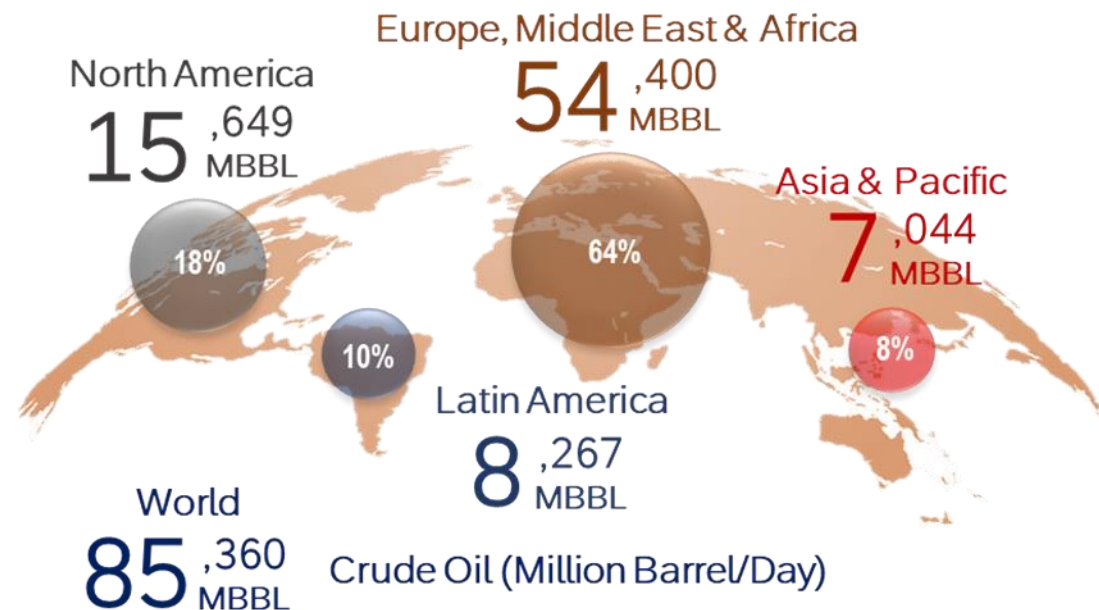 Europe, Middle East & Africa
54,400
MBBL
North America
15,649
MBBL
Asia & Pacific
7,044
MBBL
18%
64%
10%
8%
Latin America
8,267
MBBL
World
85,360
MBBL
Crude Oil (Million Barrel/Day)